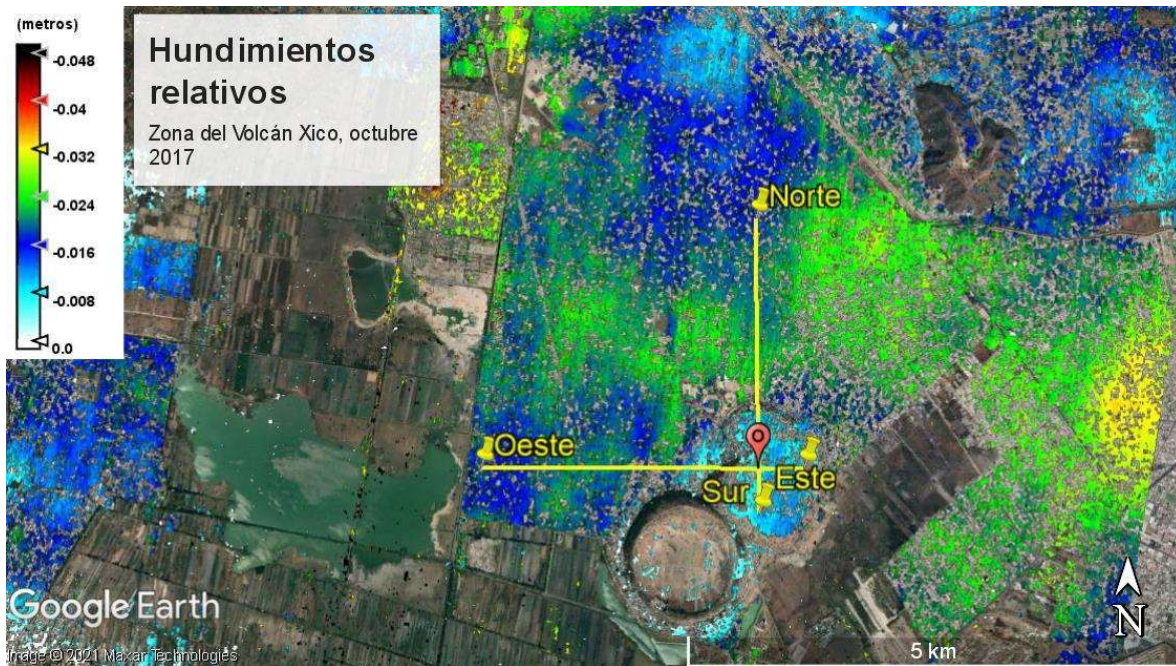 (metros)
-0.048
-0.04
-0.032
-0.024
-0.016
-0.008
0.0
Hundimientos
relativos
Zona del Volcán Xico, octubre
2017
Norte
Oeste
Este
Sur
Google Earth
Image © 2021 Maxar Technologies
N
5 km